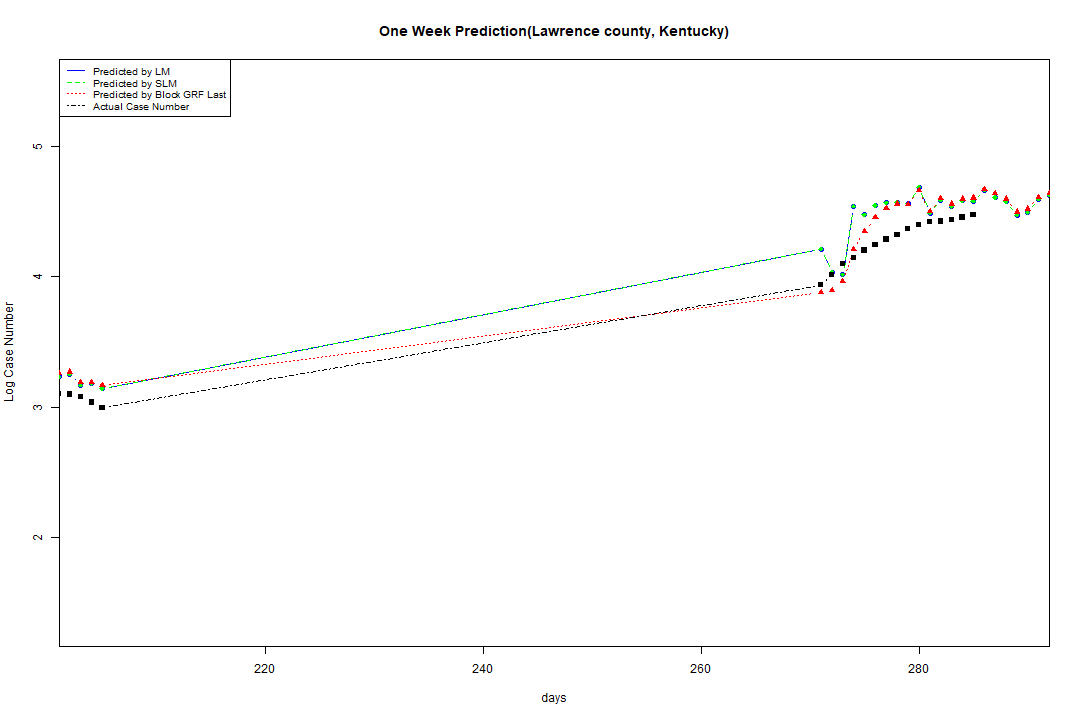 One Week Prediction(Lawrence county, Kentucky)
Predicted by LM
Predicted by SLM
Predicted by Block GRF Last
Actual Case Number
5
4
3
2
Log Case Number
220 240 260 280
days